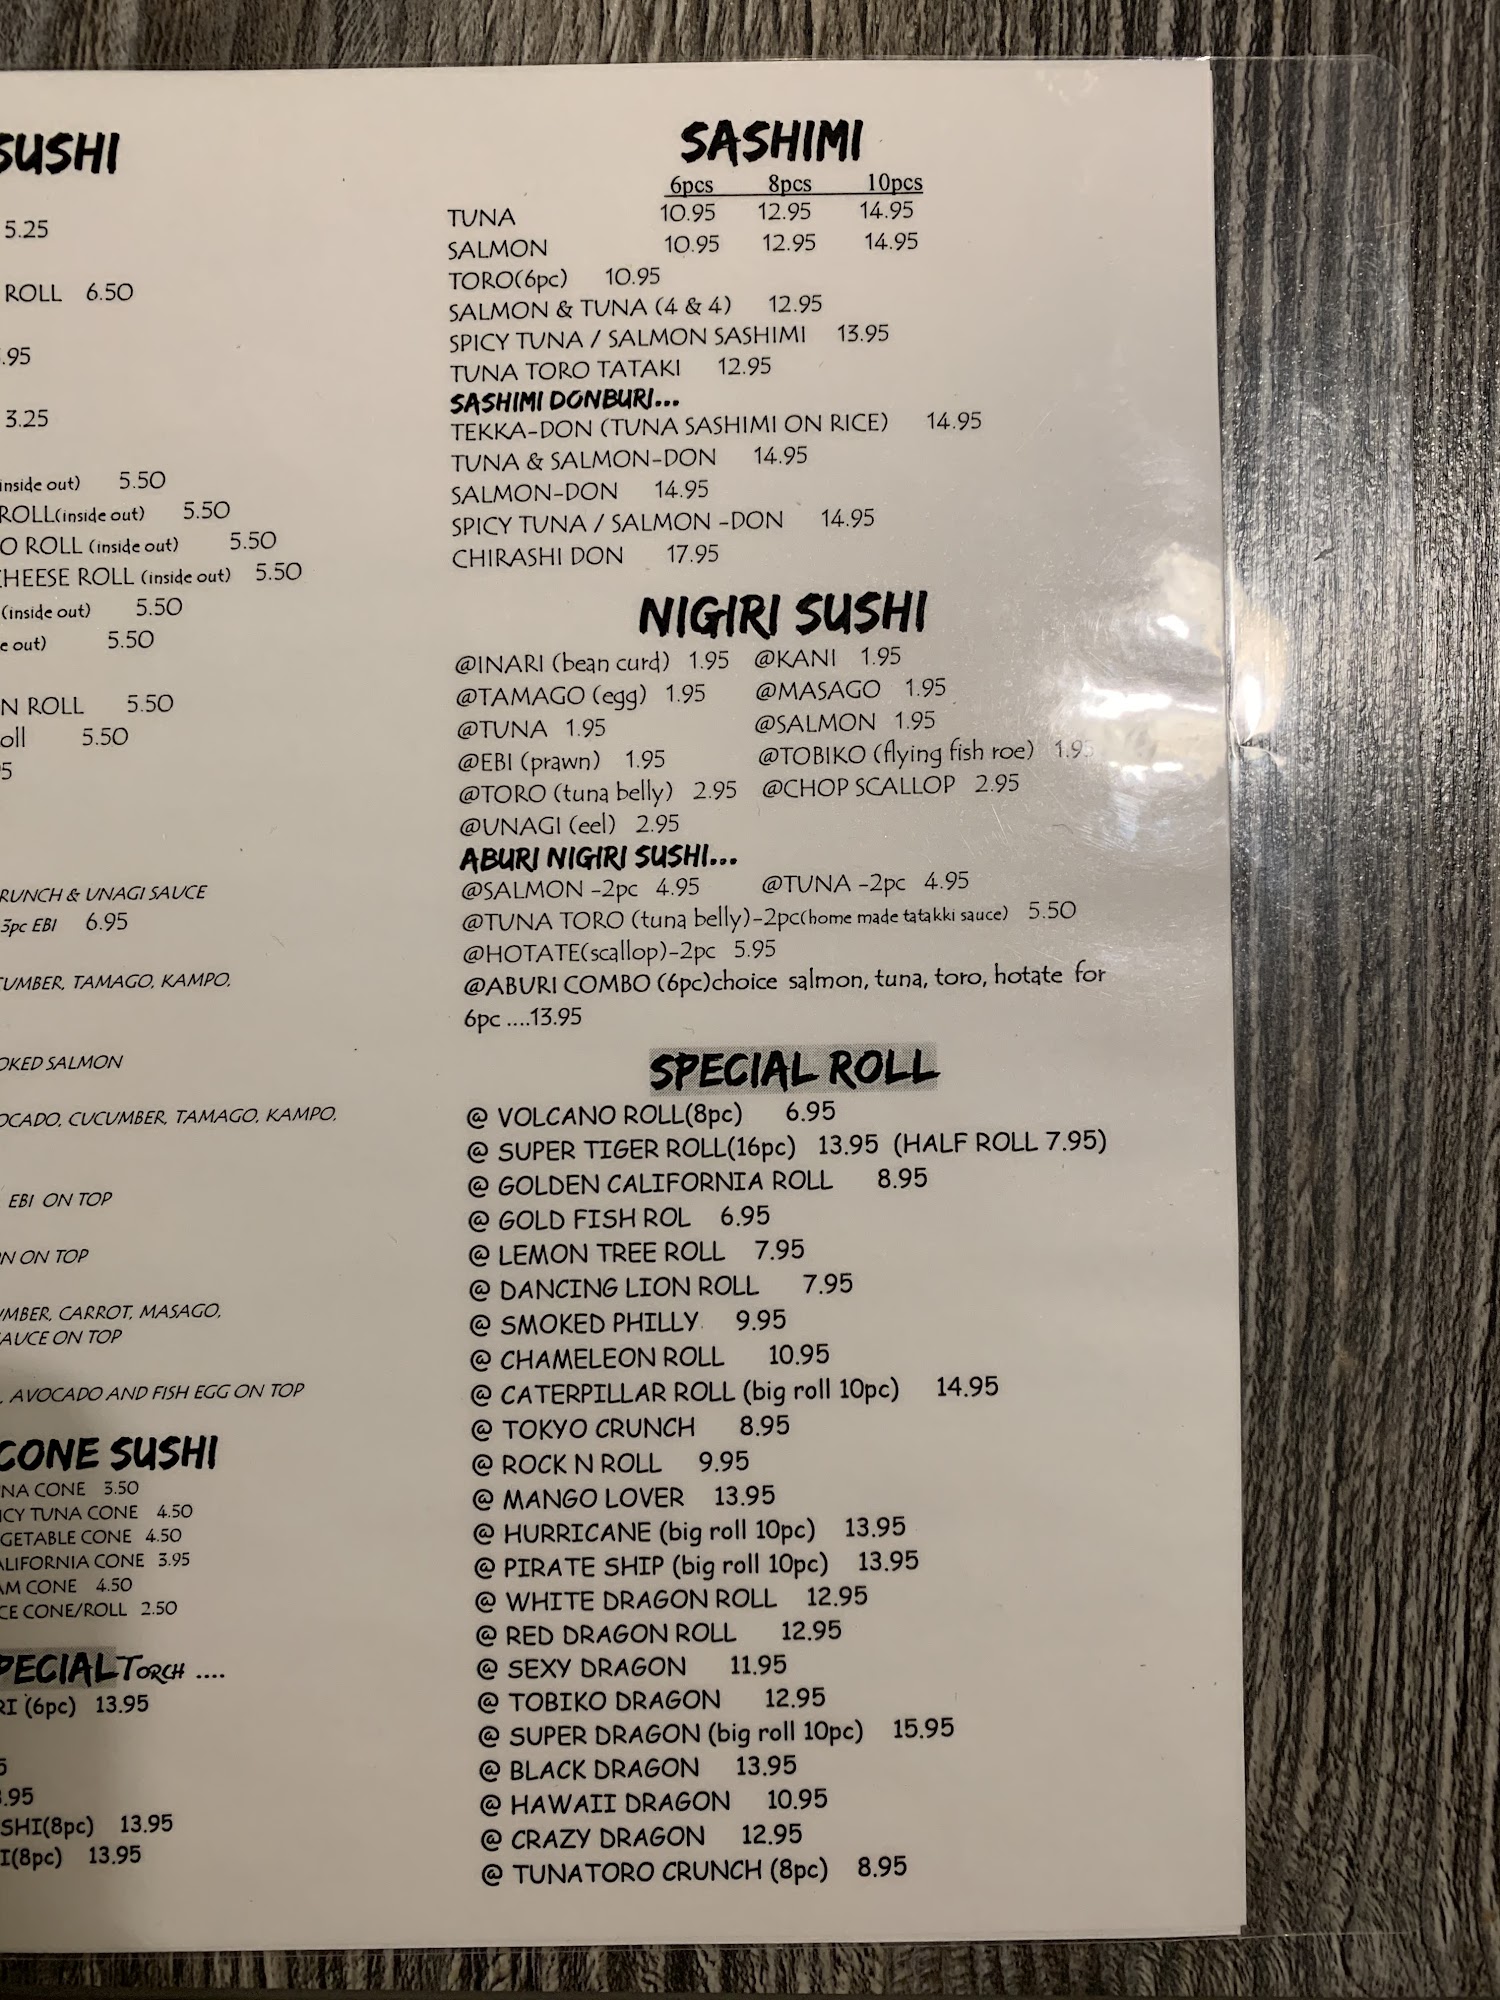 SUSHI
5.25
ROLL 6.50
.95
3.25
inside out) 5.50
ROLL(inside out) 5.50
O ROLL (inside out) 5.50
CHEESE ROLL (inside out) 5.50
(inside out) 5.50
e out) 5.50
N ROLL 5.50
oll 5.50
5
RUNCH & UNAGI SAUCE
3pc EBI 6.95
CUMBER, TAMAGO, KAMPO,
OKED SALMON
OCADO, CUCUMBER, TAMAGO, KAMPO,
EBI ON TOP
ON TOP
UMBER, CARROT, MASAGO,
SAUCE ON TOP
, AVOCADO AND FISH EGG ON TOP
CONE SUSHI
NA CONE 3.50
ICY TUNA CONE 4.50
GETABLE CONE 4.50
ALIFORNIA CONE 3.95
AM CONE 4.50
CE CONE/ROLL 2.50
PECIAL TORCH ....
RI (6pc) 13.95
5
.95
SHI(8pc) 13.95
I(8pc) 13.95
SASHIMI
6pcs 8pcs 10pcs
TUNA 10.95 12.95 14.95
SALMON 10.95 12.95 14.95
TORO(6pc) 10.95
SALMON & TUNA (4 & 4) 12.95
SPICY TUNA / SALMON SASHIMI 13.95
TUNA TORO TATAKI 12.95
SASHIMI DONBURI...
TEKKA-DON (TUNA SASHIMI ON RICE) 14.95
TUNA & SALMON-DON 14.95
SALMON-DON 14.95
SPICY TUNA / SALMON -DON 14.95
CHIRASHI DON 17.95
NIGIRI SUSHI
@INARI (bean curd) 1.95 @KANI 1.95
@TAMAGO (egg) 1.95 @MASAGO 1.95
@TUNA 1.95 @SALMON 1.95
@EBI (prawn) 1.95 @TOBIKO (flying fish roe) 1.95
@TORO (tuna belly) 2.95 @CHOP SCALLOP 2.95
@UNAGI (eel) 2.95
ABURI NIGIRI SUSHI...
@SALMON -2pc 4.95 @TUNA -2pc 4.95
@TUNA TORO (tuna belly)-2pc(home made tatakki sauce) 5.50
@HOTATE(scallop)-2pc 5.95
@ABURI COMBO (6pc)choice salmon, tuna, toro, hotate for
6pc ....13.95
SPECIAL ROLL
@ VOLCANO ROLL(8pc) 6.95
@ SUPER TIGER ROLL(16pc) 13.95 (HALF ROLL 7.95)
@ GOLDEN CALIFORNIA ROLL 8.95
@ GOLD FISH ROL 6.95
@ LEMON TREE ROLL 7.95
@ DANCING LION ROLL 7.95
@ SMOKED PHILLY 9.95
@ CHAMELEON ROLL 10.95
@ CATERPILLAR ROLL (big roll 10pc) 14.95
@ TOKYO CRUNCH 8.95
@ ROCK N ROLL 9.95
@ MANGO LOVER 13.95
@ HURRICANE (big roll 10pc) 13.95
@ PIRATE SHIP (big roll 10pc) 13.95
@ WHITE DRAGON ROLL 12.95
@ RED DRAGON ROLL 12.95
@ SEXY DRAGON 11.95
@ TOBIKO DRAGON 12.95
@ SUPER DRAGON (big roll 10pc) 15.95
@ BLACK DRAGON 13.95
@ HAWAII DRAGON 10.95
@ CRAZY DRAGON 12.95
@ TUNATORO CRUNCH (8pc) 8.95